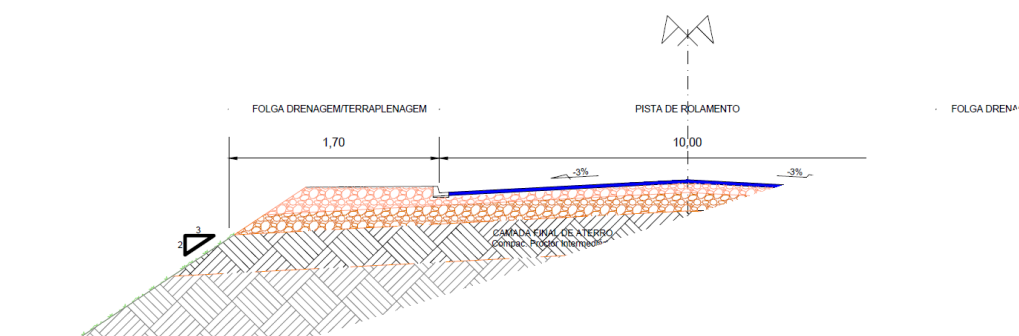 FOLGA DRENAGEM/TERRAPLENAGEM
PISTA DE ROLAMENTO
FOLGA
1,70
10,00
-3%
-3%
3
2
CAMADA FINAL DE ATERRO
Compac. Proctor Intermed